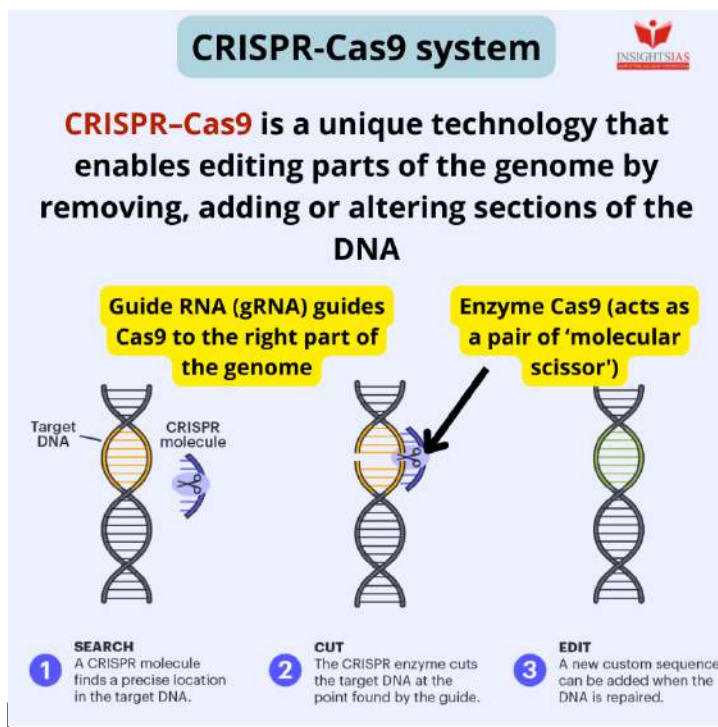 CRISPR-Cas9 system
INSIGHTSIAS
CRISPR–Cas9 is a unique technology that
enables editing parts of the genome by
removing, adding or altering sections of the
DNA
Guide RNA (gRNA) guides
Cas9 to the right part of
the genome
Enzyme Cas9 (acts as
a pair of ‘molecular
scissor')
Target
DNA
CRISPR
molecule
1
SEARCH
A CRISPR molecule
finds a precise location
in the target DNA.
2
CUT
The CRISPR enzyme cuts
the target DNA at the
point found by the guide.
3
EDIT
A new custom sequence
can be added when the
DNA is repaired.